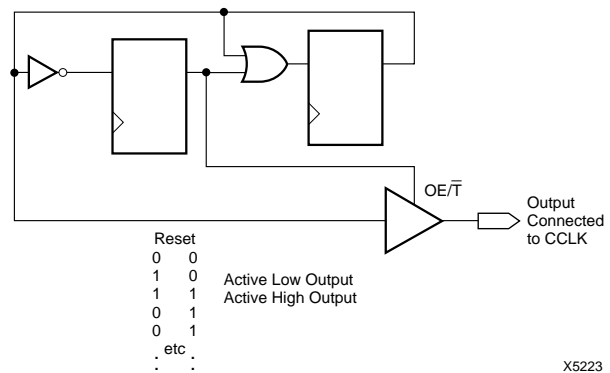 OE/T̅
Output
Connected
to CCLK
Reset
0 0
1 0 Active Low Output
1 1 Active High Output
0 1
0 1
etc
. .
. .
X5223